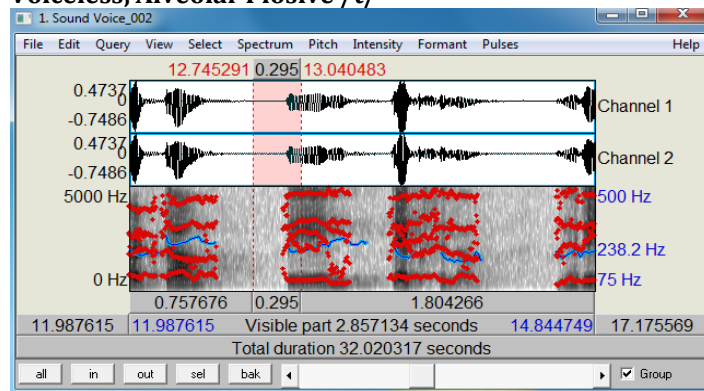 Voiceless, Alveolar Plosive /t/
1. Sound Voice_002
File Edit Query View Select Spectrum Pitch Intensity Formant Pulses Help
12.745291 0.295 13.040483
0.4737
0
-0.7486
Channel 1
0.4737
0
-0.7486
Channel 2
5000 Hz
500 Hz
238.2 Hz
0 Hz
75 Hz
0.757676 0.295 1.804266
11.987615 11.987615 Visible part 2.857134 seconds 14.844749 17.175569
Total duration 32.020317 seconds
all in out sel bak Group